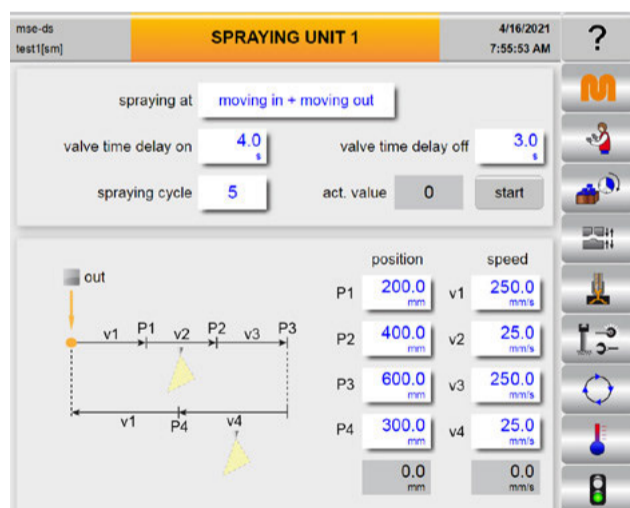 mse-ds
test1[sm]
SPRAYING UNIT 1
4/16/2021
7:55:53 AM
?
spraying at
moving in + moving out
valve time delay on
4.0
s
valve time delay off
3.0
s
spraying cycle
5
act. value
0
start
out
v1
P1
v2
P2
v3
P3
v1
P4
v4
position
speed
P1
200.0
mm
v1
250.0
mm/s
P2
400.0
mm
v2
25.0
mm/s
P3
600.0
mm
v3
250.0
mm/s
P4
300.0
mm
v4
25.0
mm/s
0.0
mm
0.0
mm/s